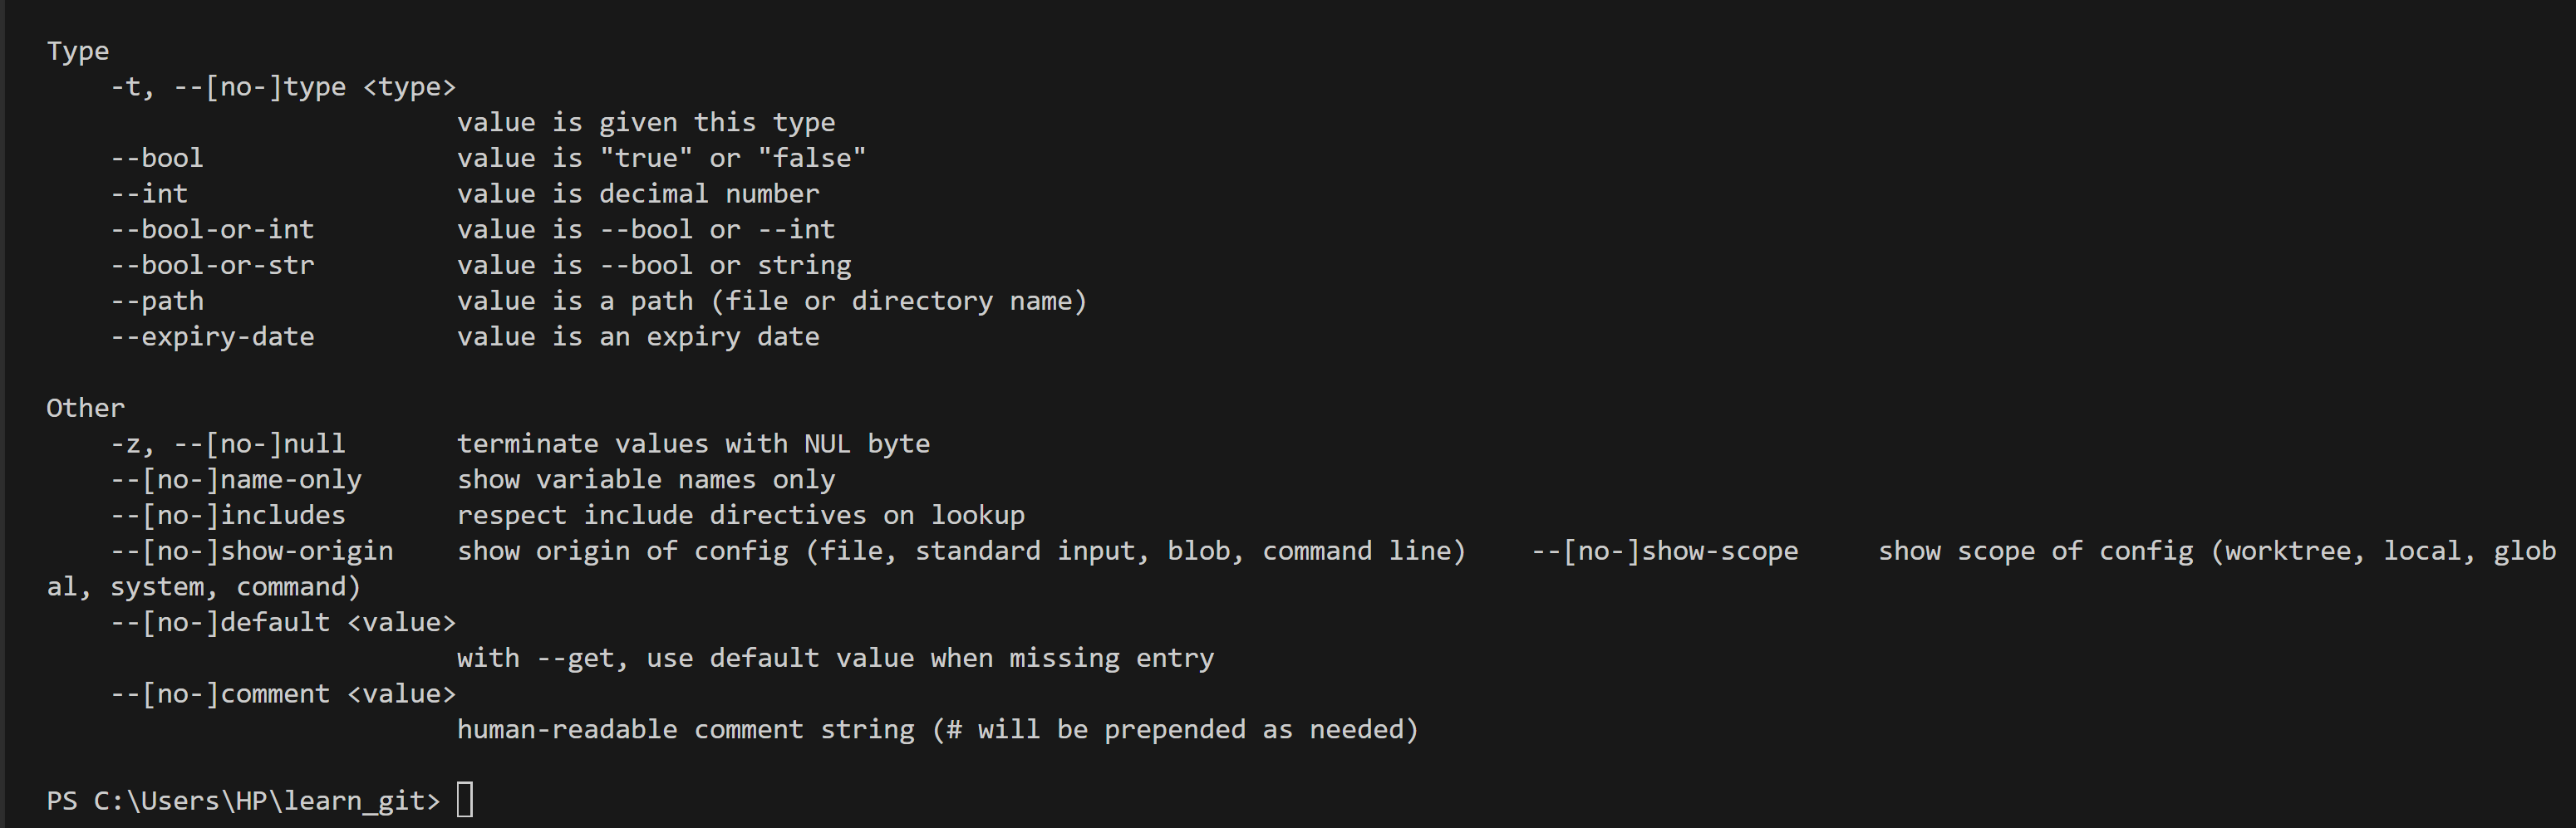 Type
    -t, --[no-]type <type>
                          value is given this type
    --bool                value is "true" or "false"
    --int                 value is decimal number
    --bool-or-int         value is --bool or --int
    --bool-or-str         value is --bool or string
    --path                value is a path (file or directory name)
    --expiry-date         value is an expiry date

Other
    -z, --[no-]null       terminate values with NUL byte
    --[no-]name-only      show variable names only
    --[no-]includes       respect include directives on lookup
    --[no-]show-origin    show origin of config (file, standard input, blob, command line)    --[no-]show-scope     show scope of config (worktree, local, glob
al, system, command)
    --[no-]default <value>
                          with --get, use default value when missing entry
    --[no-]comment <value>
                          human-readable comment string (# will be prepended as needed)

PS C:\Users\HP\learn_git>